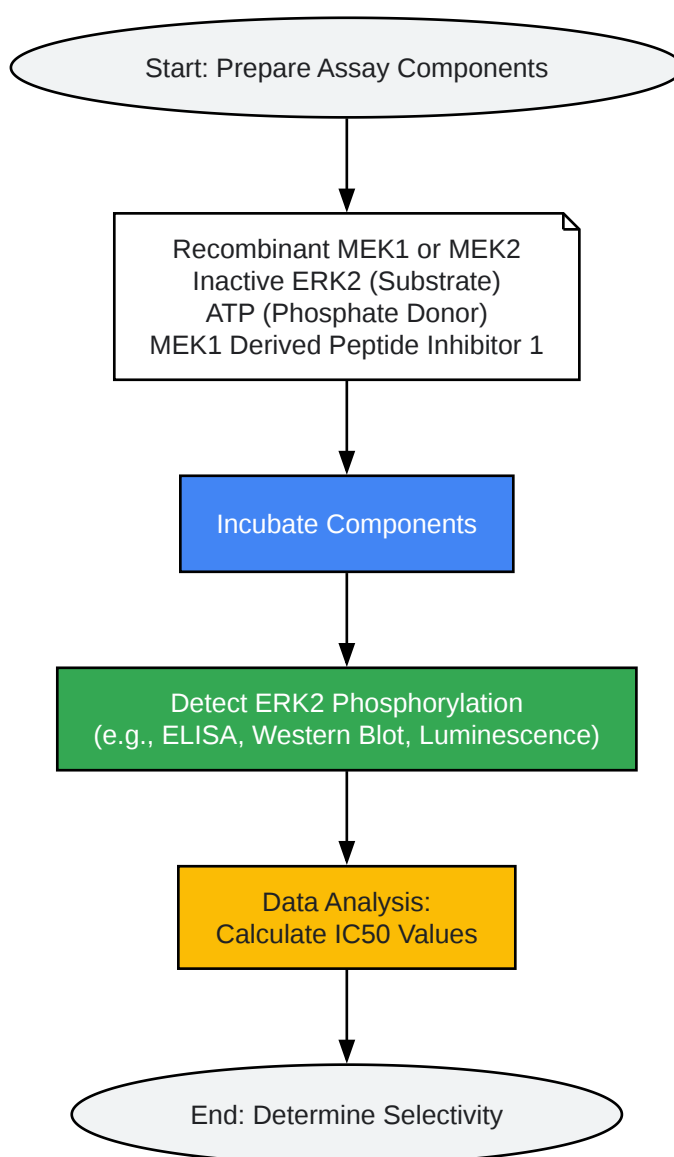 Start: Prepare Assay Components
Recombinant MEK1 or MEK2
Inactive ERK2 (Substrate)
ATP (Phosphate Donor)
MEK1 Derived Peptide Inhibitor 1
Incubate Components
Detect ERK2 Phosphorylation
(e.g., ELISA, Western Blot, Luminescence)
Data Analysis:
Calculate IC50 Values
End: Determine Selectivity